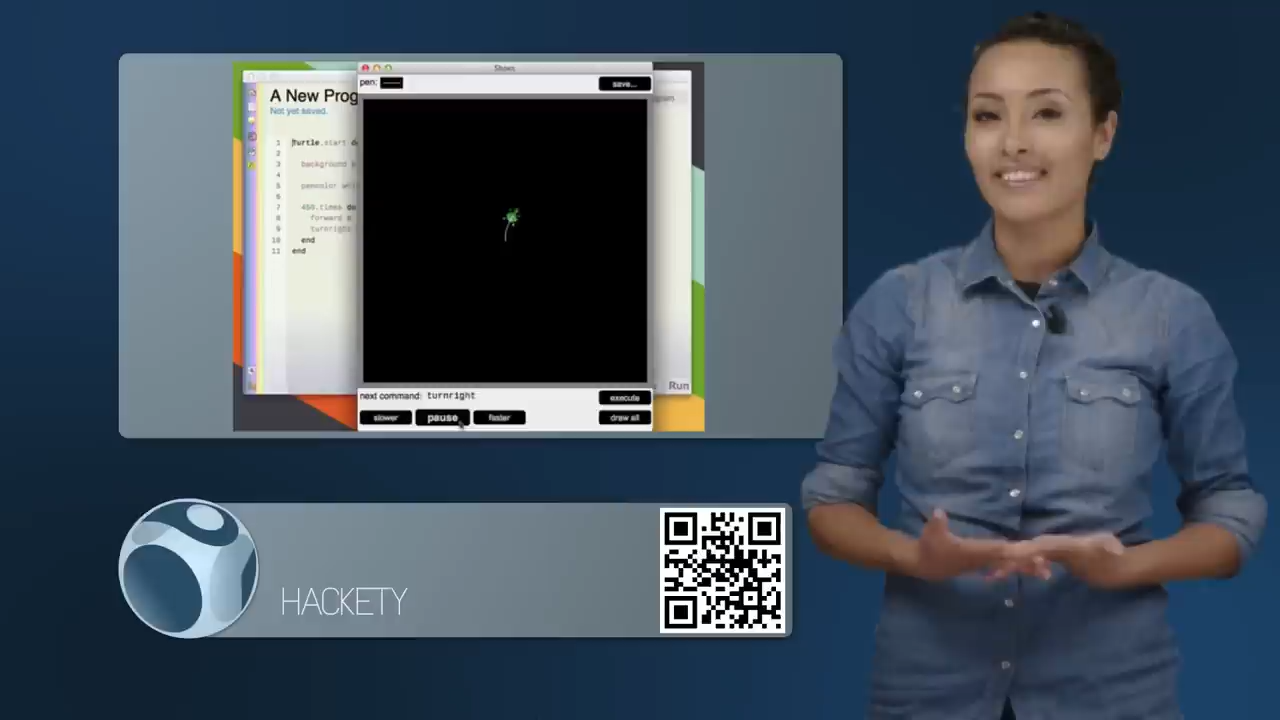 Shoes
pen:
save...
A New Prog
Not yet saved.
1 Turtle.start d
2
3 background
4
5 pencolor whi
6
7 450.times do
8 forward
9 turnright
10 end
11 end
Run
next command: turnright
execute
slower
pause
faster
draw all
HACKETY